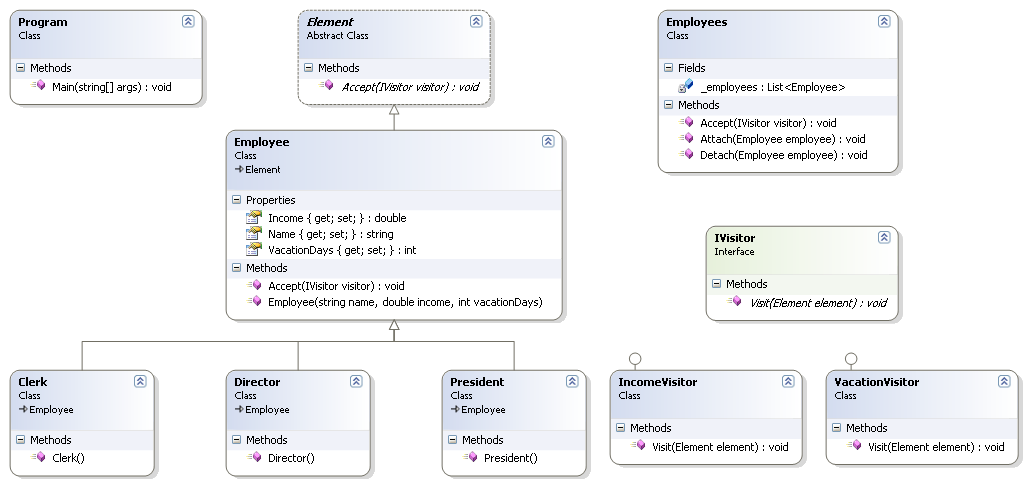 Program
Class
Methods
Main(string[] args) : void
Element
Abstract Class
Methods
Accept(IVisitor visitor) : void
Employees
Class
Fields
_employees : List<Employee>
Methods
Accept(IVisitor visitor) : void
Attach(Employee employee) : void
Detach(Employee employee) : void
Employee
Class
Element
Properties
Income { get; set; } : double
Name { get; set; } : string
VacationDays { get; set; } : int
Methods
Accept(IVisitor visitor) : void
Employee(string name, double income, int vacationDays)
IVisitor
Interface
Methods
Visit(Element element) : void
Clerk
Class
Employee
Methods
Clerk()
Director
Class
Employee
Methods
Director()
President
Class
Employee
Methods
President()
IncomeVisitor
Class
Methods
Visit(Element element) : void
VacationVisitor
Class
Methods
Visit(Element element) : void